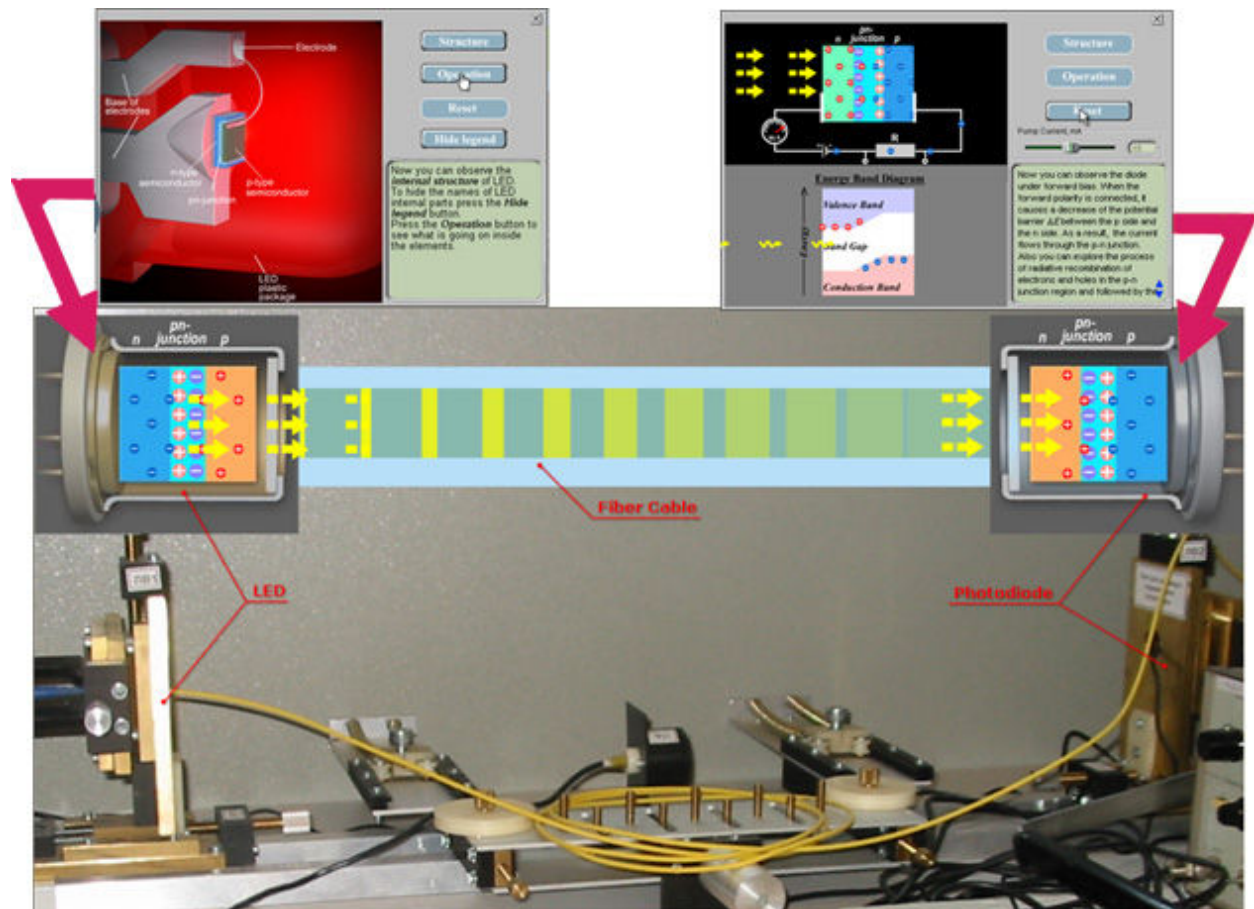 Electrode
Base of
electrodes
n-type
semiconductor
p-type
semiconductor
pn-junction
LED
plastic
package
Structure
Operation
Reset
Hide legend
Now you can observe the
internal structure of LED.
To hide the names of LED
internal parts press the Hide
legend button.
Press the Operation button to
see what is going on inside
the elements.
pn-
n junction p
R
Energy Band Diagram
Energy
Valence Band
Band Gap
Conduction Band
Structure
Operation
Reset
Pump Current, mA
Now you can observe the diode
under forward bias. When the
forward polarity is connected, it
causes a decrease of the potential
barrier ΔE between the p side and
the n side. As a result, the current
flows through the p-n junction.
Also you can explore the process
of radiative recombination of
electrons and holes in the p-n
junction region and followed by the
pn-
n junction p
pn-
n junction p
Fiber Cable
LED
Photodiode